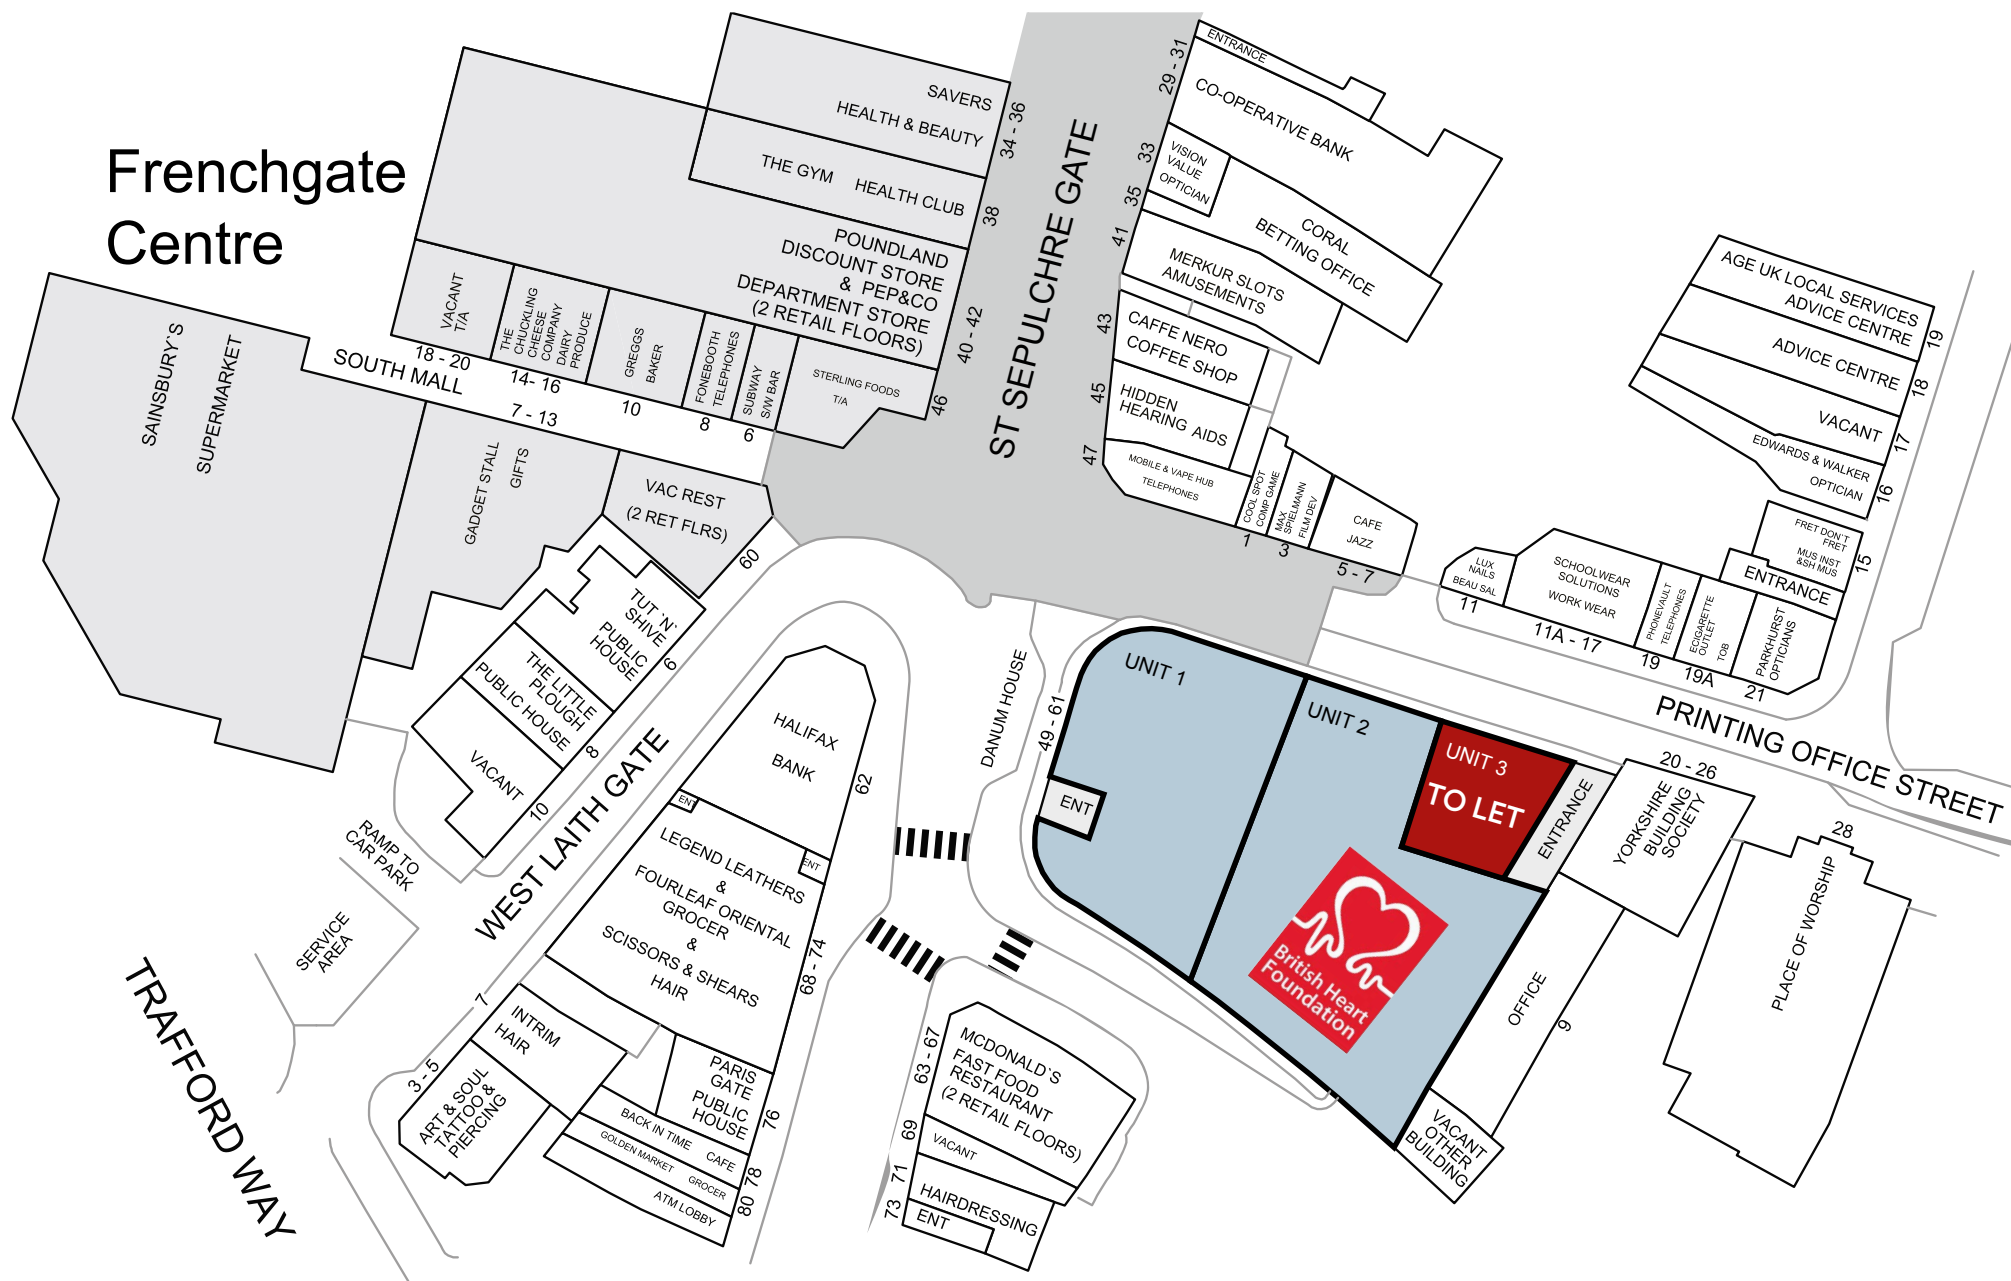 Frenchgate
Centre
SAVERS
HEALTH & BEAUTY
34 - 36
THE GYM HEALTH CLUB
38
POUNDLAND
DISCOUNT STORE
& PEP&CO
DEPARTMENT STORE
(2 RETAIL FLOORS)
40 - 42
VACANT
T/A
18 - 20
THE
CHUCKLING
CHEESE
COMPANY
DAIRY
PRODUCE
14- 16
GREGGS
BAKER
10
FONEBOOTH
TELEPHONES
8
SUBWAY
S/W BAR
6
STERLING FOODS
T/A
46
SOUTH MALL
7 - 13
SAINSBURY'S
SUPERMARKET
GADGET STALL
GIFTS
VAC REST
(2 RET FLRS)
60
ST SEPULCHRE GATE
ENTRANCE
29 - 31
CO-OPERATIVE BANK
33
VISION
VALUE
OPTICIAN
35
CORAL
BETTING OFFICE
41
MERKUR SLOTS
AMUSEMENTS
43
CAFFE NERO
COFFEE SHOP
45
HIDDEN
HEARING AIDS
47
MOBILE & VAPE HUB
TELEPHONES
COOL SPOT
COMP GAME
1
MAX
SPIELMANN
FILM DEV
3
CAFE
JAZZ
5 - 7
AGE UK LOCAL SERVICES
ADVICE CENTRE
19
ADVICE CENTRE
18
VACANT
17
EDWARDS & WALKER
OPTICIAN
16
FRET DON'T
FRET
MUS INST
&SH MUS
15
ENTRANCE
LUX
NAILS
BEAU SAL
11
SCHOOLWEAR
SOLUTIONS
WORK WEAR
11A - 17
PHONEVAULT
TELEPHONES
19
ECIGARETTE
OUTLET
TOB
19A
PARKHURST
OPTICIANS
21
PRINTING OFFICE STREET
TUT `N`
SHIVE
PUBLIC
HOUSE
6
THE LITTLE
PLOUGH
PUBLIC HOUSE
8
VACANT
10
WEST LAITH GATE
RAMP TO
CAR PARK
SERVICE
AREA
TRAFFORD WAY
HALIFAX
BANK
62
ENT
ENT
LEGEND LEATHERS
&
FOURLEAF ORIENTAL
GROCER
&
SCISSORS & SHEARS
HAIR
68 - 74
7
INTRIM
HAIR
3 - 5
ART & SOUL
TATTOO &
PIERCING
PARIS
GATE
PUBLIC
HOUSE
76
BACK IN TIME CAFE
78
GOLDEN MARKET GROCER
80
ATM LOBBY
DANUM HOUSE
49 - 61
UNIT 1
ENT
UNIT 2
UNIT 3
TO LET
ENTRANCE
British Heart
Foundation
20 - 26
YORKSHIRE
BUILDING
SOCIETY
28
PLACE OF WORSHIP
OFFICE
9
VACANT
OTHER
BUILDING
63 - 67
MCDONALD`S
FAST FOOD
RESTAURANT
(2 RETAIL FLOORS)
69
VACANT
71
HAIRDRESSING
73
ENT